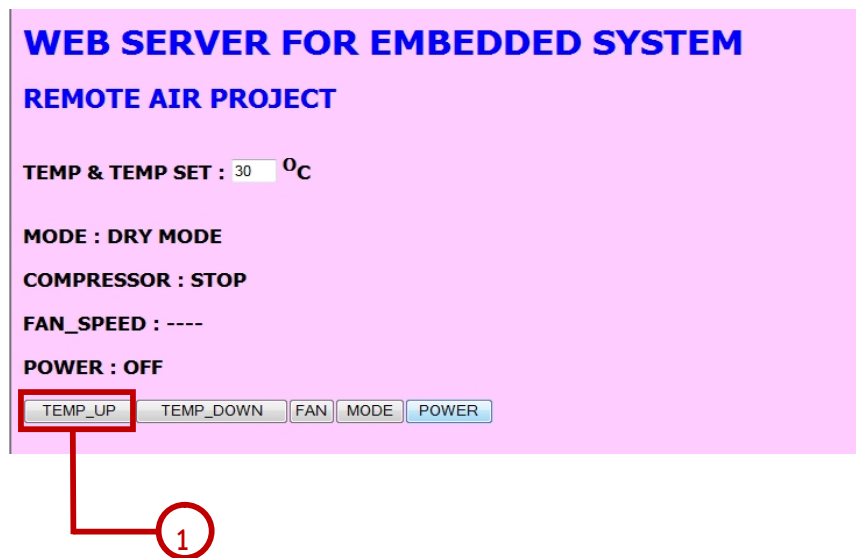 WEB SERVER FOR EMBEDDED SYSTEM
REMOTE AIR PROJECT
TEMP & TEMP SET : 30 OC
MODE : DRY MODE
COMPRESSOR : STOP
FAN_SPEED : ----
POWER : OFF
TEMP_UP TEMP_DOWN FAN MODE POWER
1